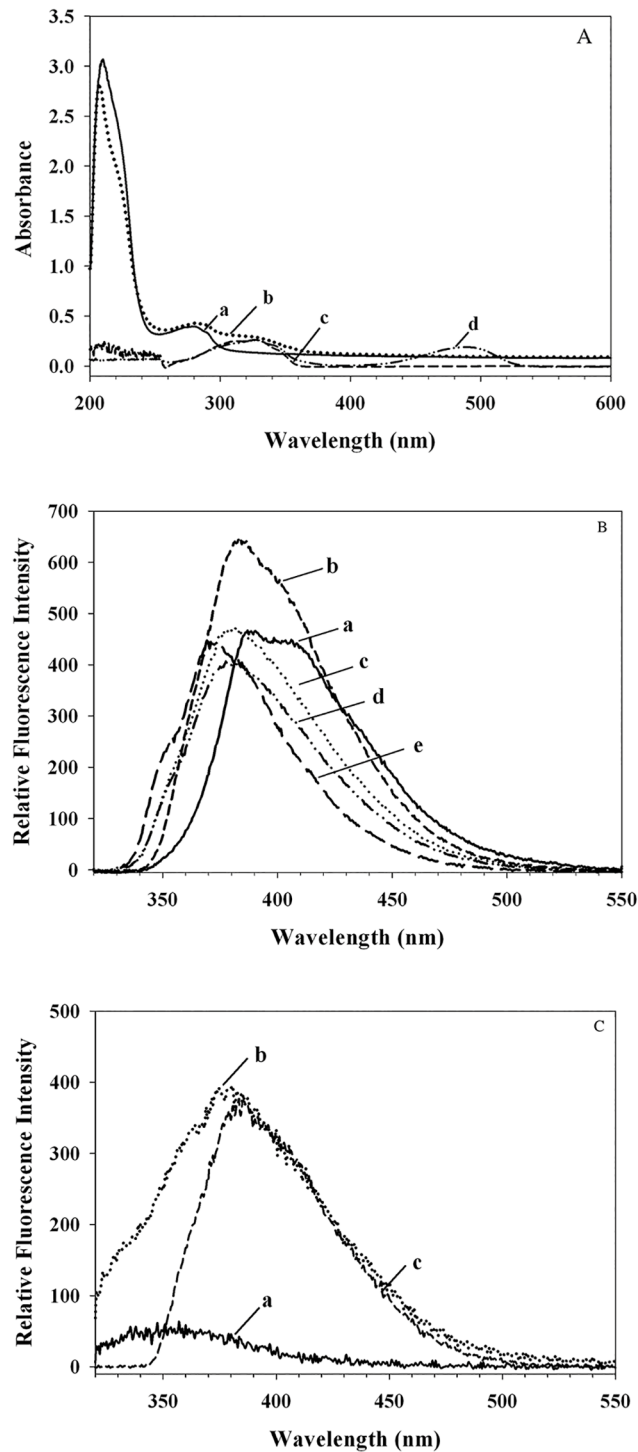 A
3.5
3.0
2.5
2.0
1.5
1.0
0.5
0.0
Absorbance
a
b
c
d
200 300 400 500 600
Wavelength (nm)
B
700
600
500
400
300
200
100
0
Relative Fluorescence Intensity
b
a
c
d
e
350 400 450 500 550
Wavelength (nm)
C
500
400
300
200
100
0
Relative Fluorescence Intensity
b
c
a
350 400 450 500 550
Wavelength (nm)